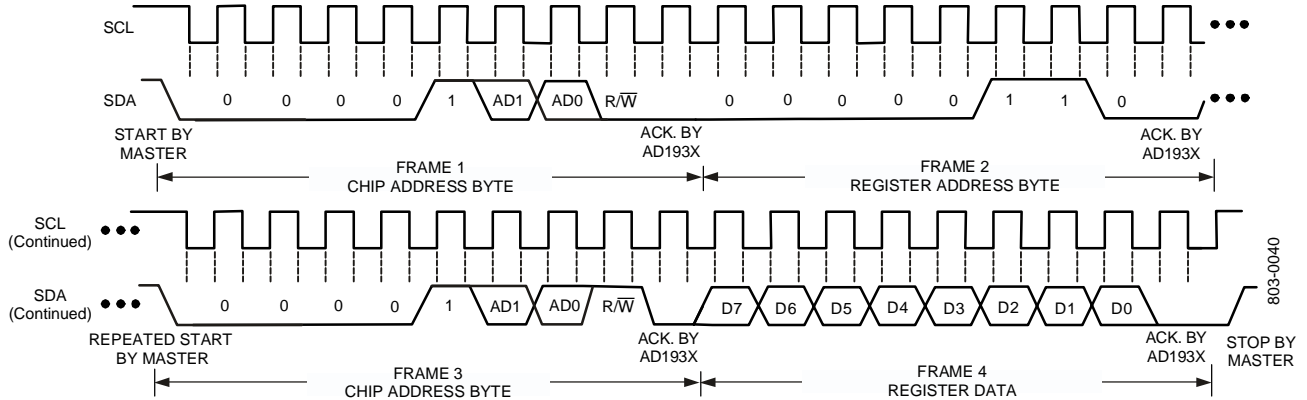 SCL
SDA 0 0 0 0 1 AD1 AD0 R/W̅ 0 0 0 0 0 1 1 0
START BY
MASTER
ACK. BY
AD193X
ACK. BY
AD193X
FRAME 1
CHIP ADDRESS BYTE
FRAME 2
REGISTER ADDRESS BYTE
SCL
(Continued)
SDA
(Continued)
0 0 0 0 1 AD1 AD0 R/W̅ D7 D6 D5 D4 D3 D2 D1 D0
REPEATED START
BY MASTER
ACK. BY
AD193X
ACK. BY
AD193X
STOP BY
MASTER
FRAME 3
CHIP ADDRESS BYTE
FRAME 4
REGISTER DATA
803-0040